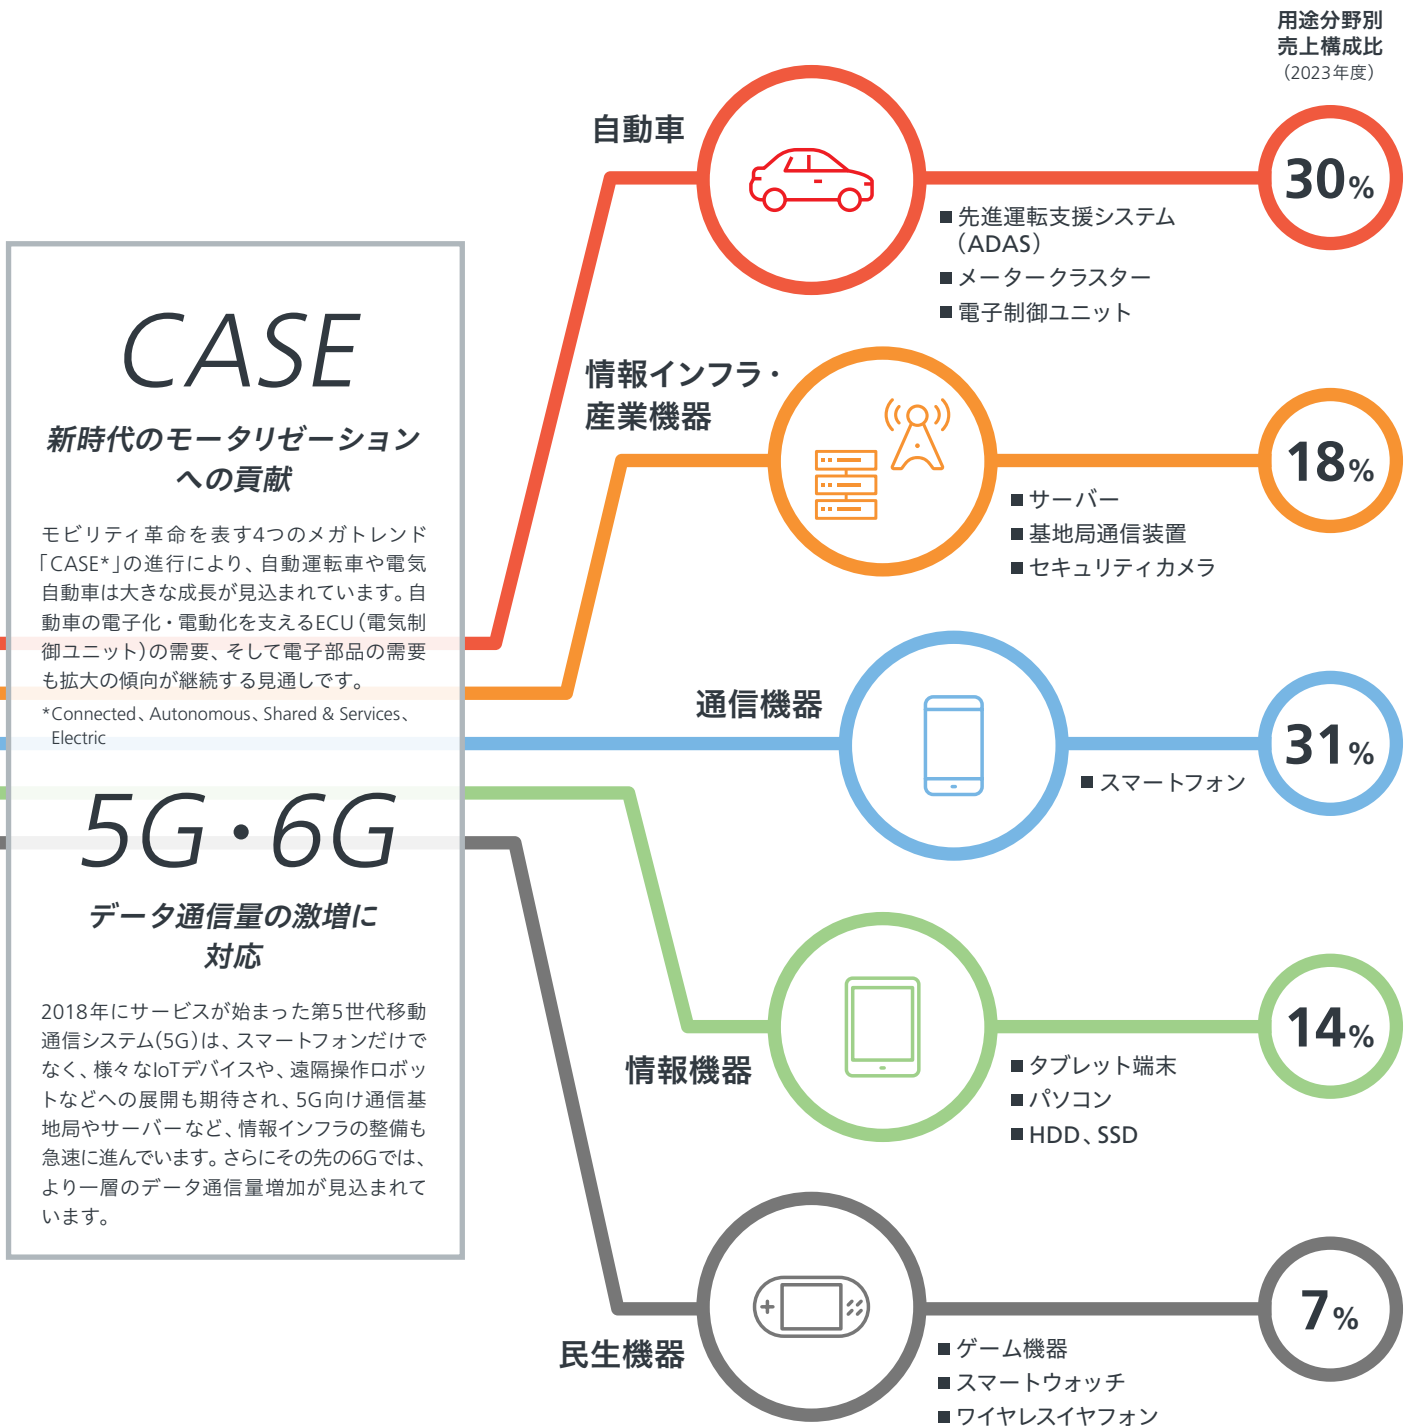 用途分野別
売上構成比
（2023年度）
自動車
30%
■ 先進運転支援システム
（ADAS）
■ メータークラスター
■ 電子制御ユニット
情報インフラ・
産業機器
18%
■ サーバー
■ 基地局通信装置
■ セキュリティカメラ
通信機器
31%
■ スマートフォン
情報機器
14%
■ タブレット端末
■ パソコン
■ HDD、SSD
民生機器
7%
■ ゲーム機器
■ スマートウォッチ
■ ワイヤレスイヤフォン
CASE
新時代のモータリゼーション
への貢献
モビリティ革命を表す4つのメガトレンド
「CASE*」の進行により、自動運転車や電気
自動車は大きな成長が見込まれています。自
動車の電子化・電動化を支えるECU（電気制
御ユニット）の需要、そして電子部品の需要
も拡大の傾向が継続する見通しです。
*Connected、Autonomous、Shared & Services、
Electric
5G・6G
データ通信量の激増に
対応
2018年にサービスが始まった第5世代移動
通信システム(5G)は、スマートフォンだけで
なく、様々なIoTデバイスや、遠隔操作ロボッ
トなどへの展開も期待され、5G向け通信基
地局やサーバーなど、情報インフラの整備も
急速に進んでいます。さらにその先の6Gでは、
より一層のデータ通信量増加が見込まれて
います。